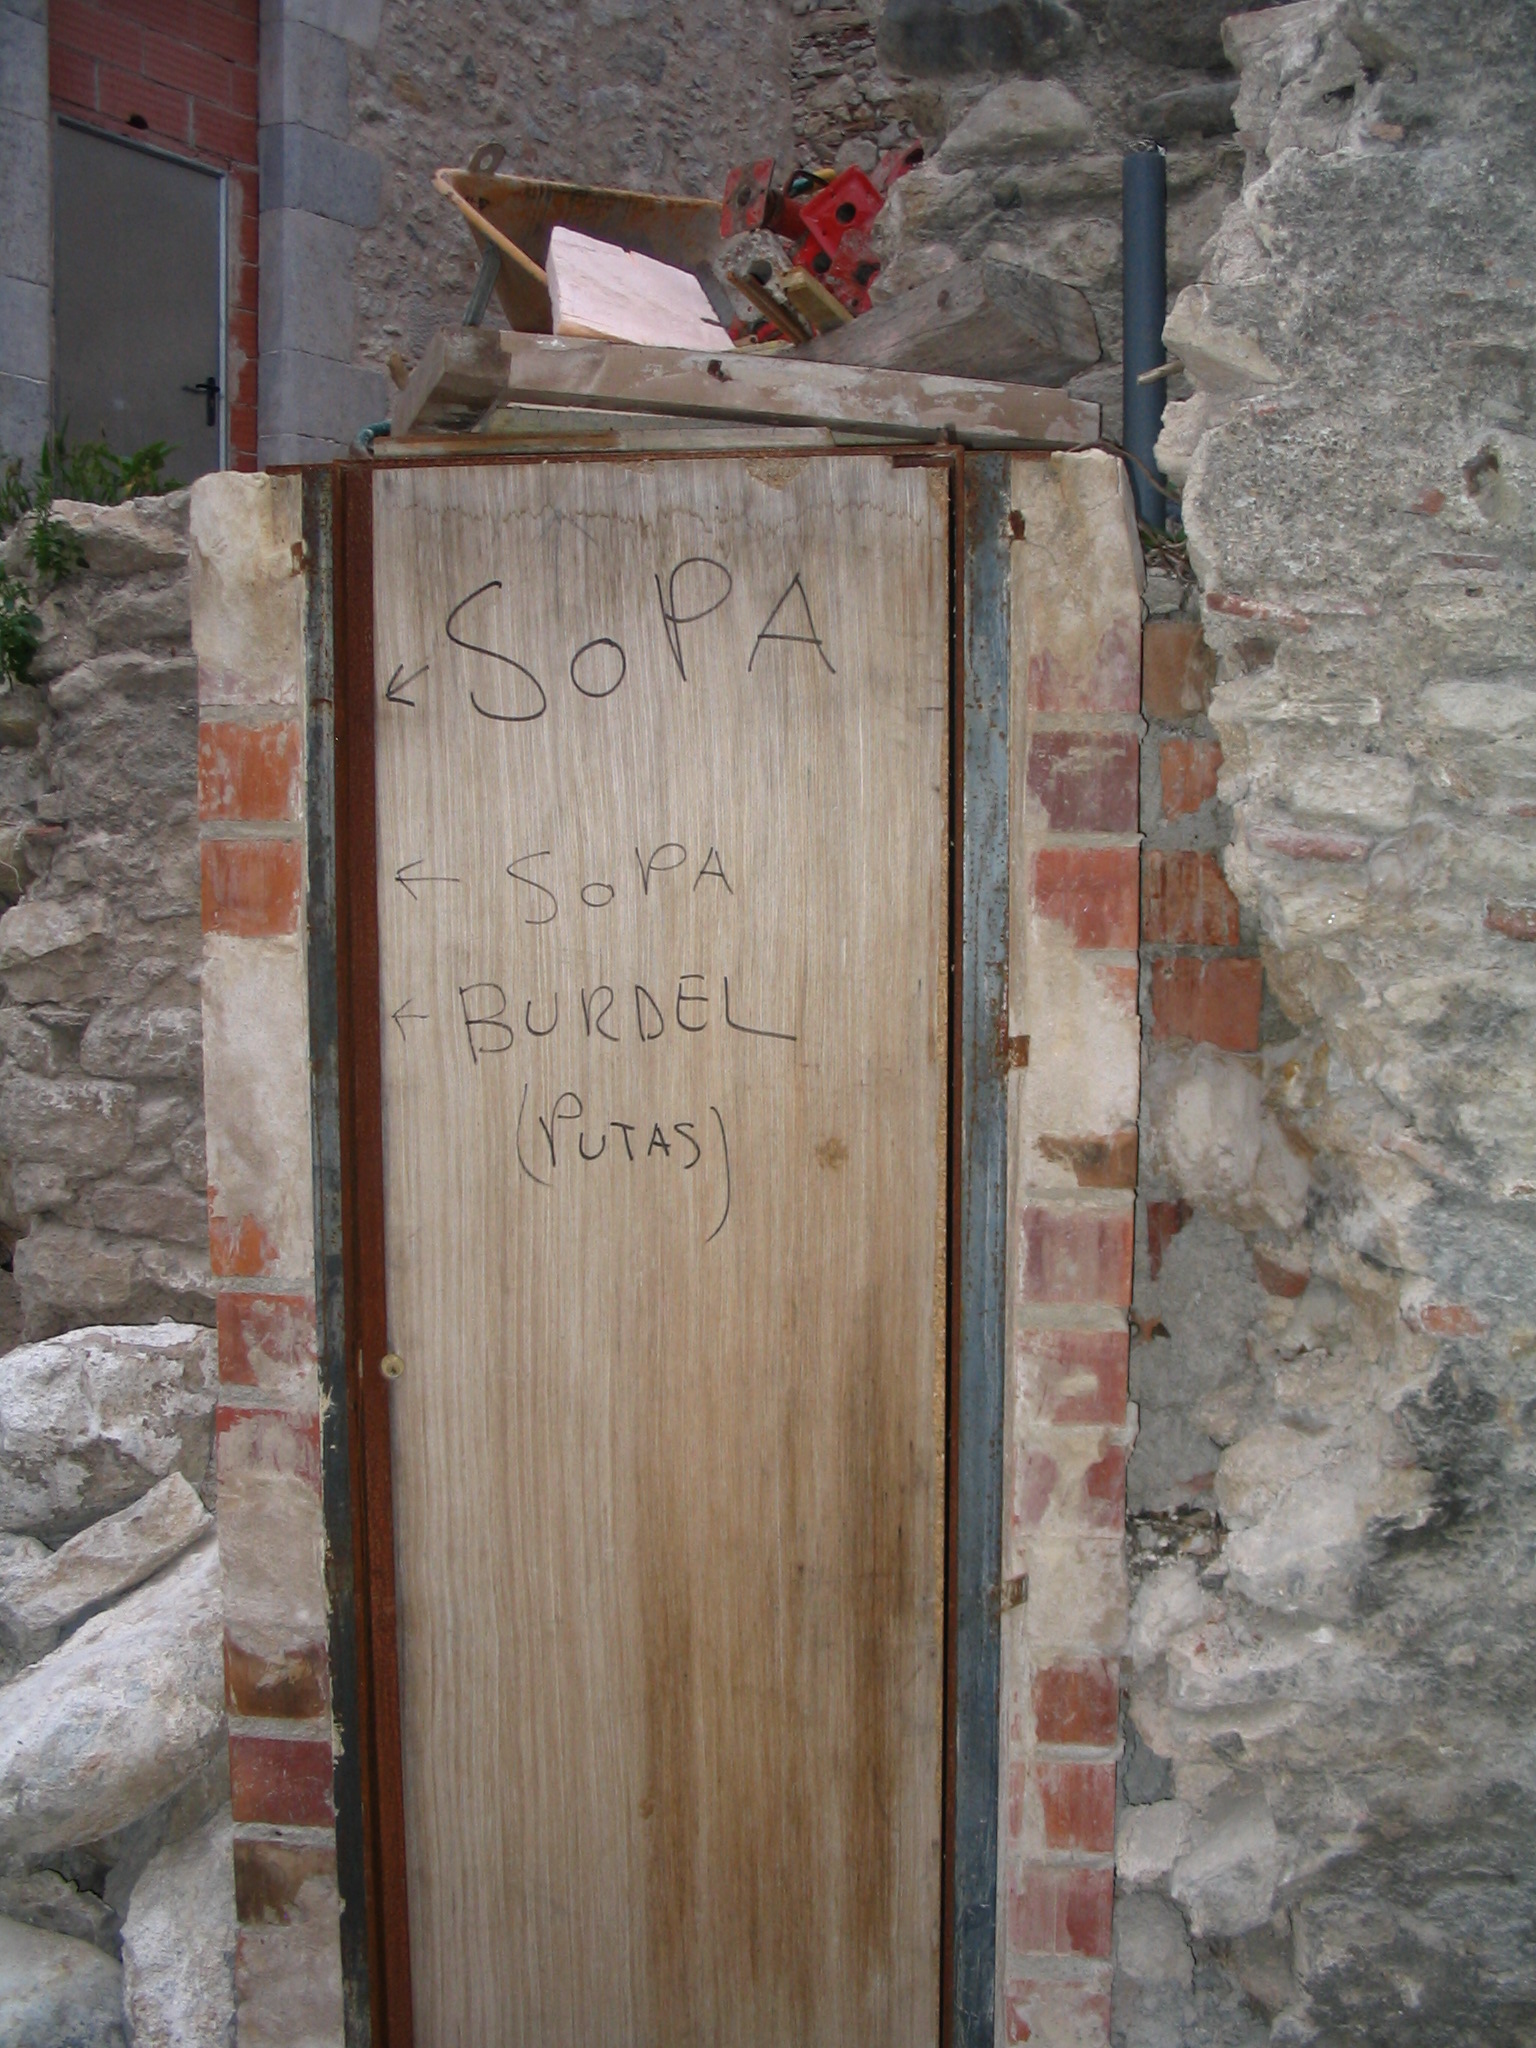 ← SoPA
← SoPA
← BURDEL
(PUTAS)